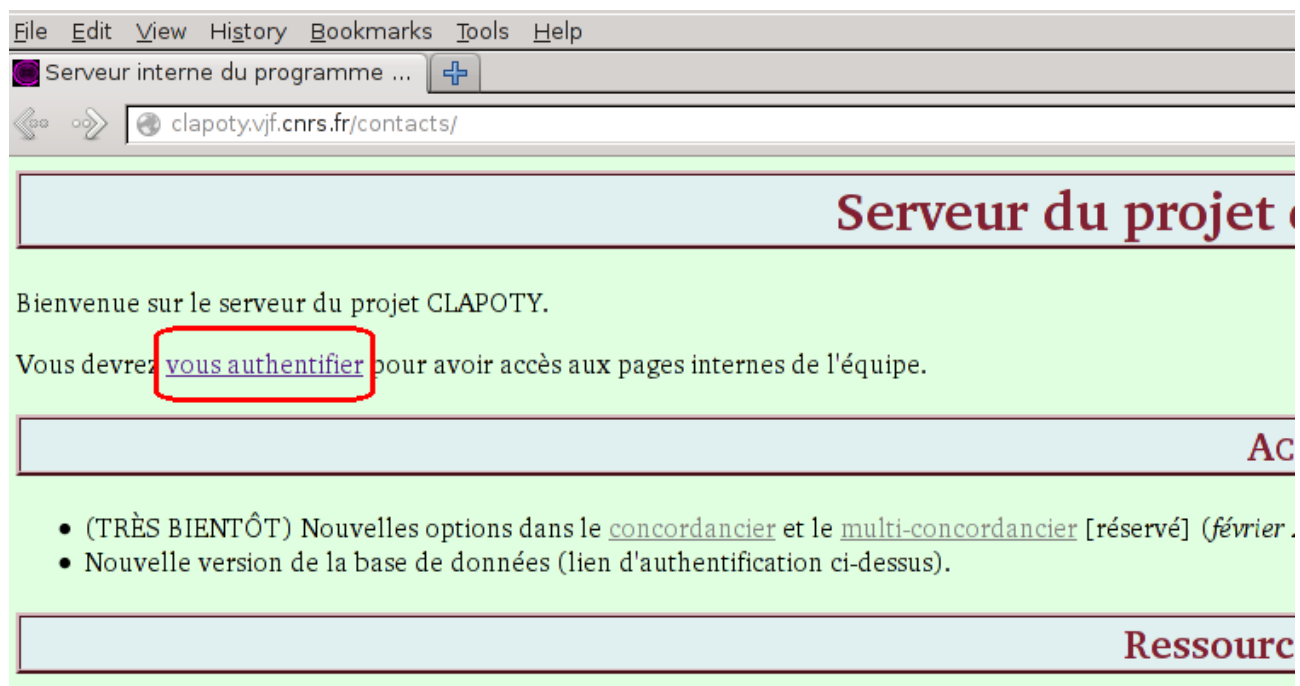 File Edit View History Bookmarks Tools Help
Serveur interne du programme ...
clapoty.vjf.cnrs.fr/contacts/
Serveur du projet
Bienvenue sur le serveur du projet CLAPOTY.
Vous devrez vous authentifier pour avoir accès aux pages internes de l'équipe.
Ac
• (TRÈS BIENTÔT) Nouvelles options dans le concordancier et le multi-concordancier [réservé] (février
• Nouvelle version de la base de données (lien d'authentification ci-dessus).
Ressourc